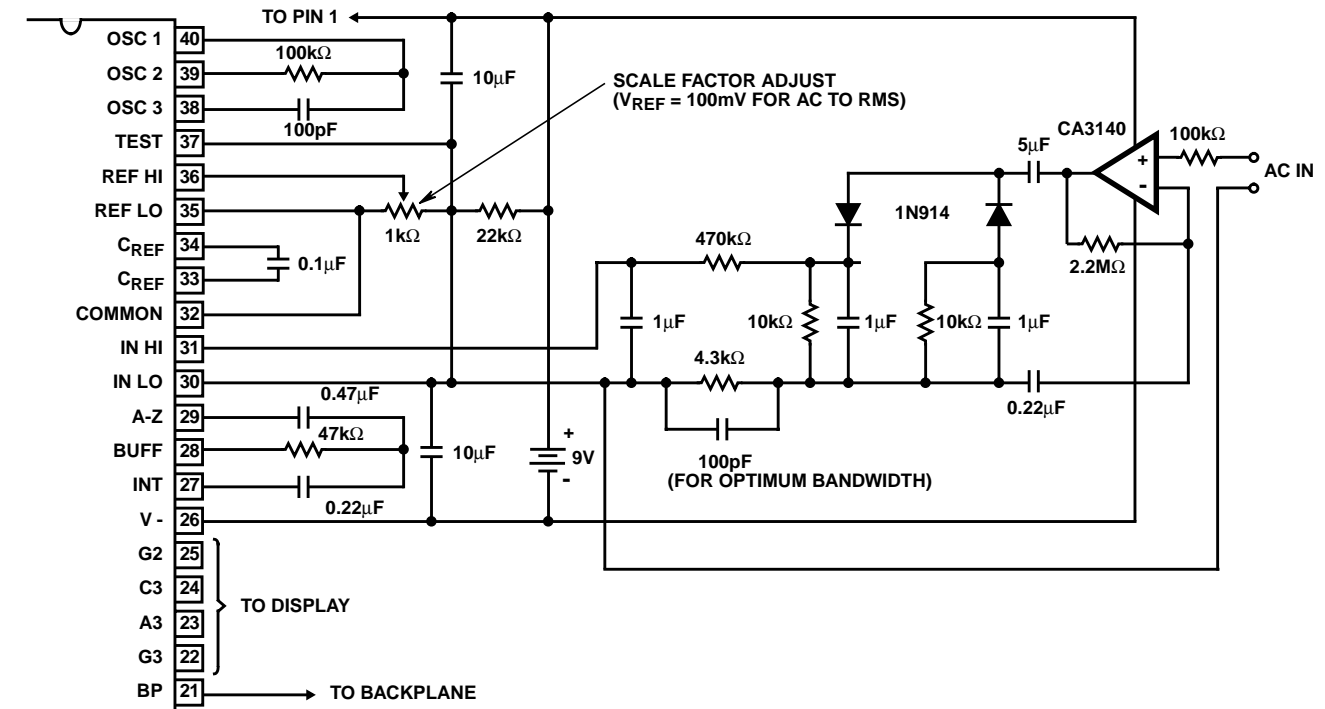 TO PIN 1
OSC 1 40
100kΩ
OSC 2 39
10μF
SCALE FACTOR ADJUST
(VREF = 100mV FOR AC TO RMS)
OSC 3 38
100pF
TEST 37
CA3140
100kΩ
5μF
+
-
AC IN
REF HI 36
REF LO 35
1kΩ
22kΩ
1N914
470kΩ
2.2MΩ
CREF 34
0.1μF
CREF 33
COMMON 32
1μF
10kΩ
1μF
10kΩ
1μF
IN HI 31
4.3kΩ
IN LO 30
0.47μF
0.22μF
A-Z 29
47kΩ
BUFF 28
10μF
+
9V
-
100pF
(FOR OPTIMUM BANDWIDTH)
INT 27
0.22μF
V - 26
G2 25
C3 24
TO DISPLAY
A3 23
G3 22
BP 21
TO BACKPLANE